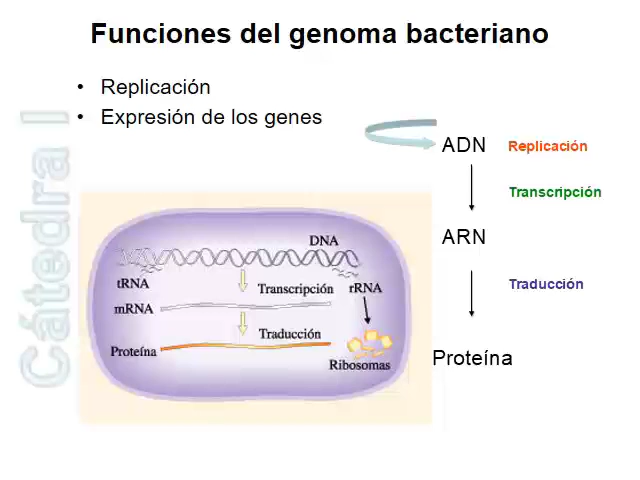 Funciones del genoma bacteriano
• Replicación
• Expresión de los genes
Cátedra I
ADN
Replicación
Transcripción
ARN
Traducción
Proteína
DNA
tRNA
Transcripción
rRNA
mRNA
Traducción
Proteína
Ribosomas